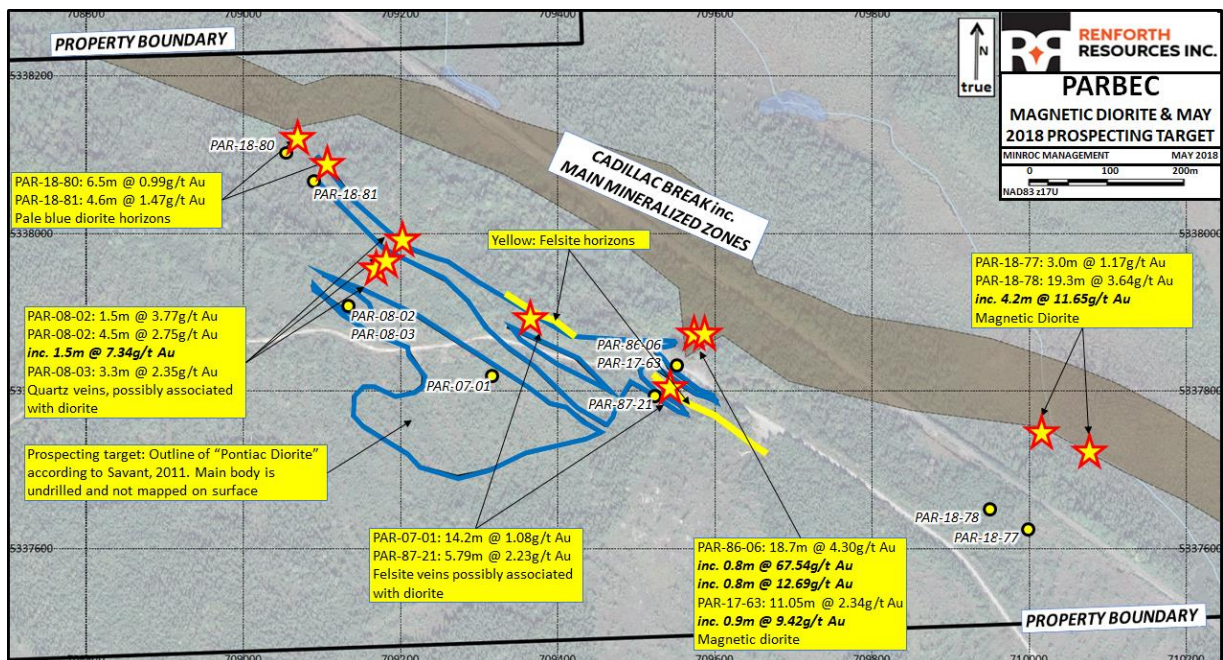 708800
709000
709200
709400
709600
709800
PROPERTY BOUNDARY
N
true
RENFORTH
RESOURCES INC.
PARBEC
MAGNETIC DIORITE & MAY
2018 PROSPECTING TARGET
MINROC MANAGEMENT MAY 2018
0 100 200m
NAD83 z17U
5338200
PAR-18-80
PAR-18-81
PAR-18-80: 6.5m @ 0.99g/t Au
PAR-18-81: 4.6m @ 1.47g/t Au
Pale blue diorite horizons
CADILLAC BREAK inc.
MAIN MINERALIZED ZONES
5338000
Yellow: Felsite horizons
PAR-18-77: 3.0m @ 1.17g/t Au
PAR-18-78: 19.3m @ 3.64g/t Au
inc. 4.2m @ 11.65g/t Au
Magnetic Diorite
PAR-08-02: 1.5m @ 3.77g/t Au
PAR-08-02: 4.5m @ 2.75g/t Au
inc. 1.5m @ 7.34g/t Au
PAR-08-03: 3.3m @ 2.35g/t Au
Quartz veins, possibly associated
with diorite
PAR-08-02
PAR-08-03
PAR-86-06
PAR-17-63
PAR-07-01
PAR-87-21
5337800
Prospecting target: Outline of “Pontiac Diorite”
according to Savant, 2011. Main body is
undrilled and not mapped on surface
PAR-18-78
PAR-18-77
PAR-07-01: 14.2m @ 1.08g/t Au
PAR-87-21: 5.79m @ 2.23g/t Au
Felsite veins possibly associated
with diorite
PAR-86-06: 18.7m @ 4.30g/t Au
inc. 0.8m @ 67.54g/t Au
inc. 0.8m @ 12.69g/t Au
PAR-17-63: 11.05m @ 2.34g/t Au
inc. 0.9m @ 9.42g/t Au
Magnetic diorite
5337600
PROPERTY BOUNDARY
709000
709200
709400
709600
709800
710000
710200